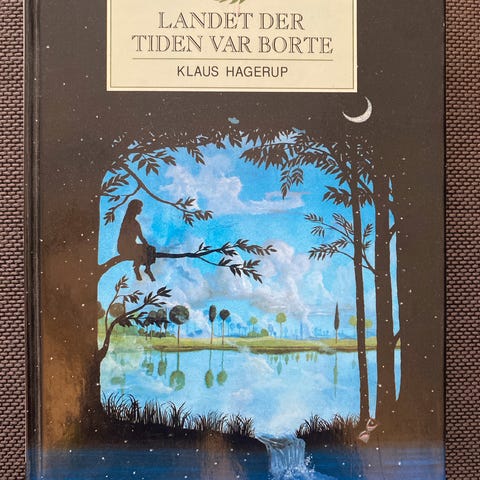 LANDET DER
TIDEN VAR BORTE
KLAUS HAGERUP